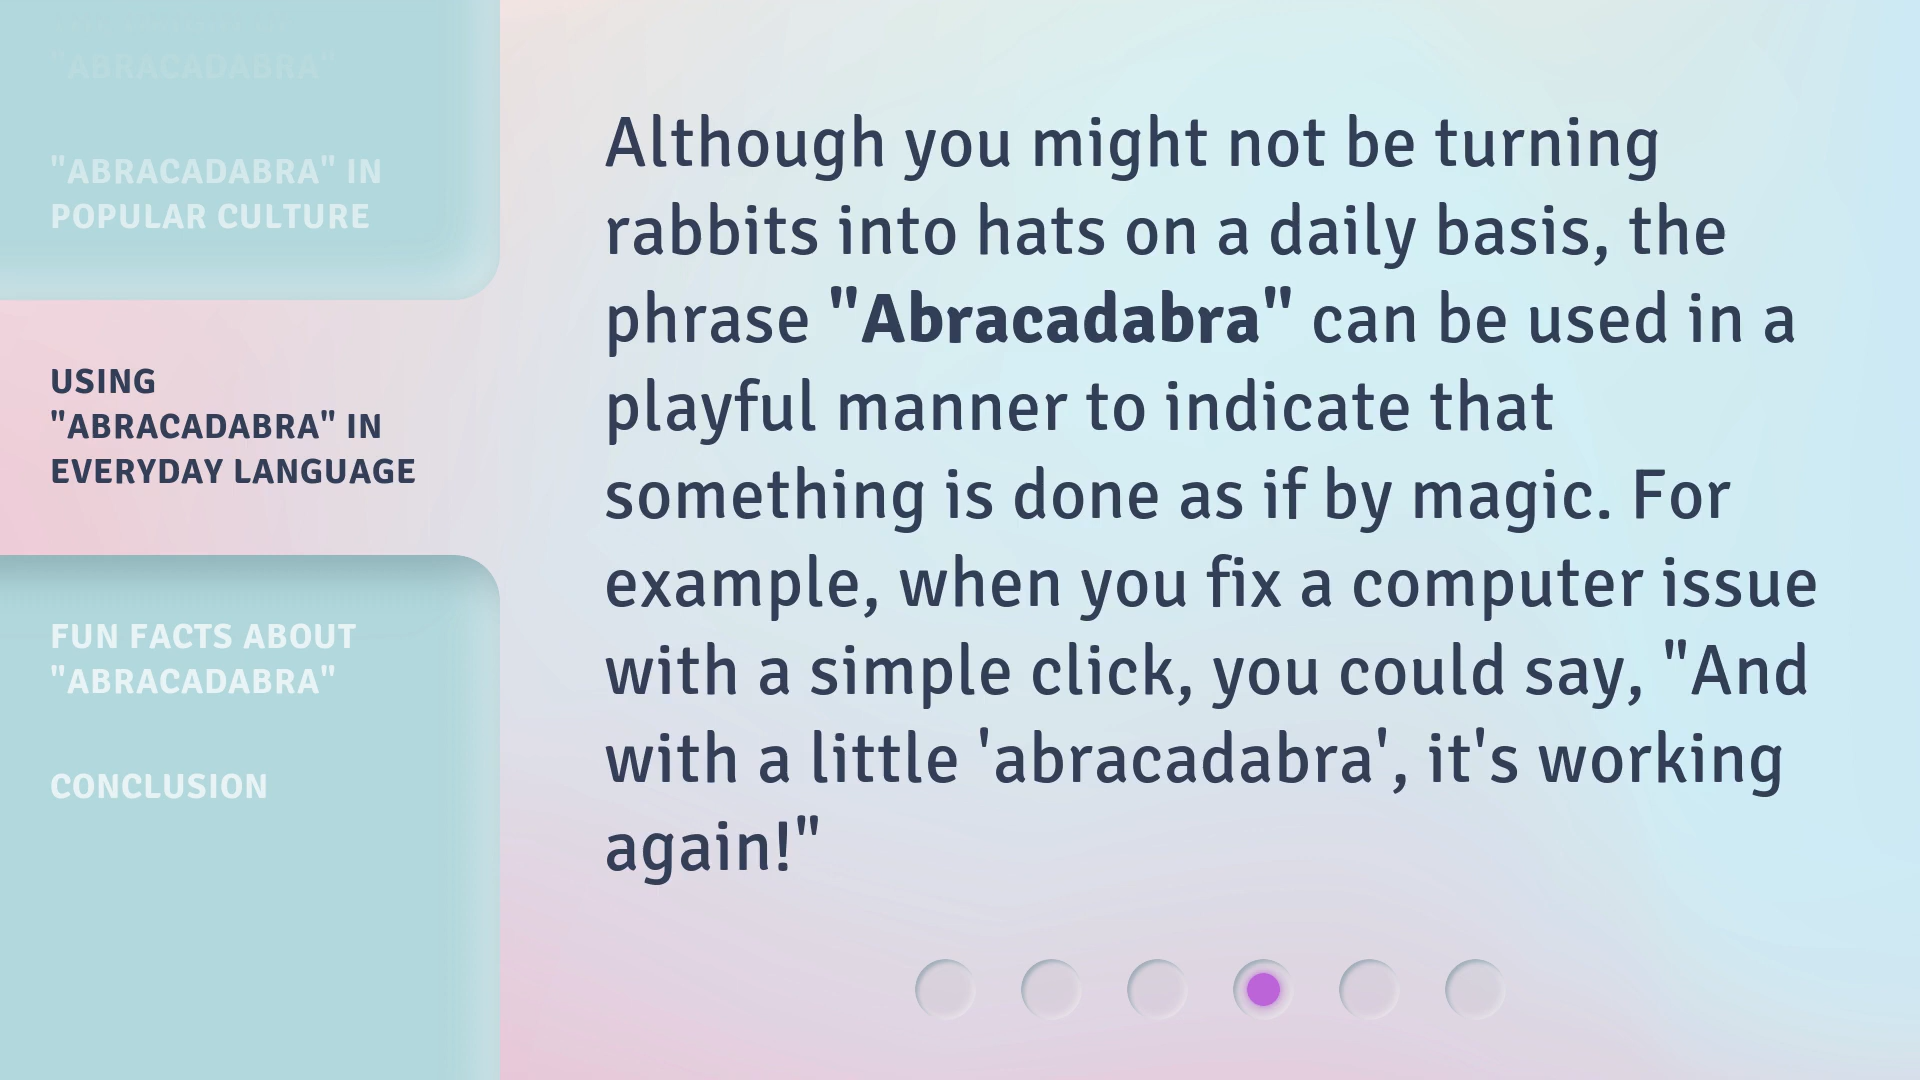 "ABRACADABRA"
"ABRACADABRA" IN
POPULAR CULTURE
USING
"ABRACADABRA" IN
EVERYDAY LANGUAGE
FUN FACTS ABOUT
"ABRACADABRA"
CONCLUSION
Although you might not be turning
rabbits into hats on a daily basis, the
phrase "Abracadabra" can be used in a
playful manner to indicate that
something is done as if by magic. For
example, when you fix a computer issue
with a simple click, you could say, "And
with a little 'abracadabra', it's working
again!"